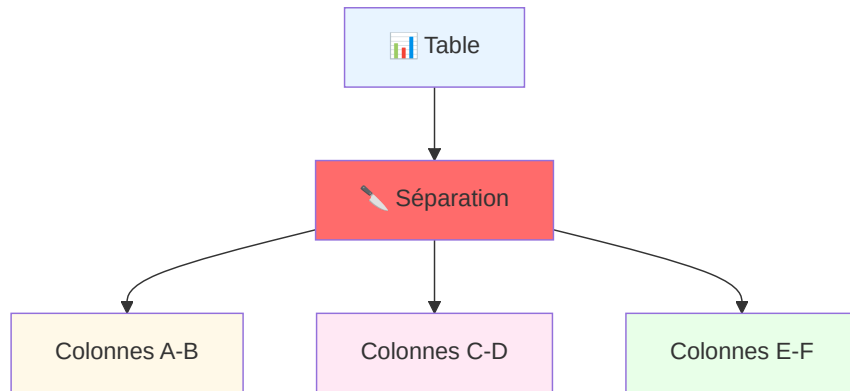 📊 Table
🔪 Séparation
Colonnes A-B
Colonnes C-D
Colonnes E-F